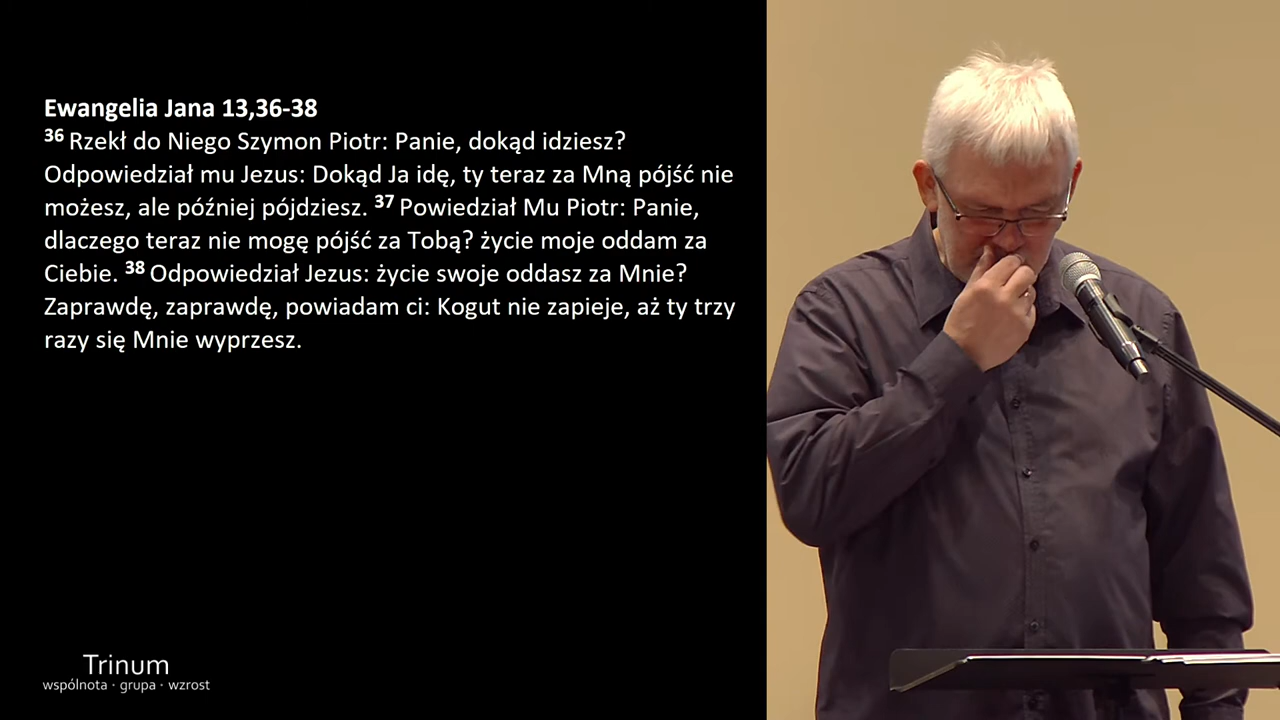 Ewangelia Jana 13,36-38
36 Rzekł do Niego Szymon Piotr: Panie, dokąd idziesz?
Odpowiedział mu Jezus: Dokąd Ja idę, ty teraz za Mną pójść nie
możesz, ale później pójdziesz. 37 Powiedział Mu Piotr: Panie,
dlaczego teraz nie mogę pójść za Tobą? życie moje oddam za
Ciebie. 38 Odpowiedział Jezus: życie swoje oddasz za Mnie?
Zaprawdę, zaprawdę, powiadam ci: Kogut nie zapieje, aż ty trzy
razy się Mnie wyprzesz.
Trinum
wspólnota · grupa · wzrost